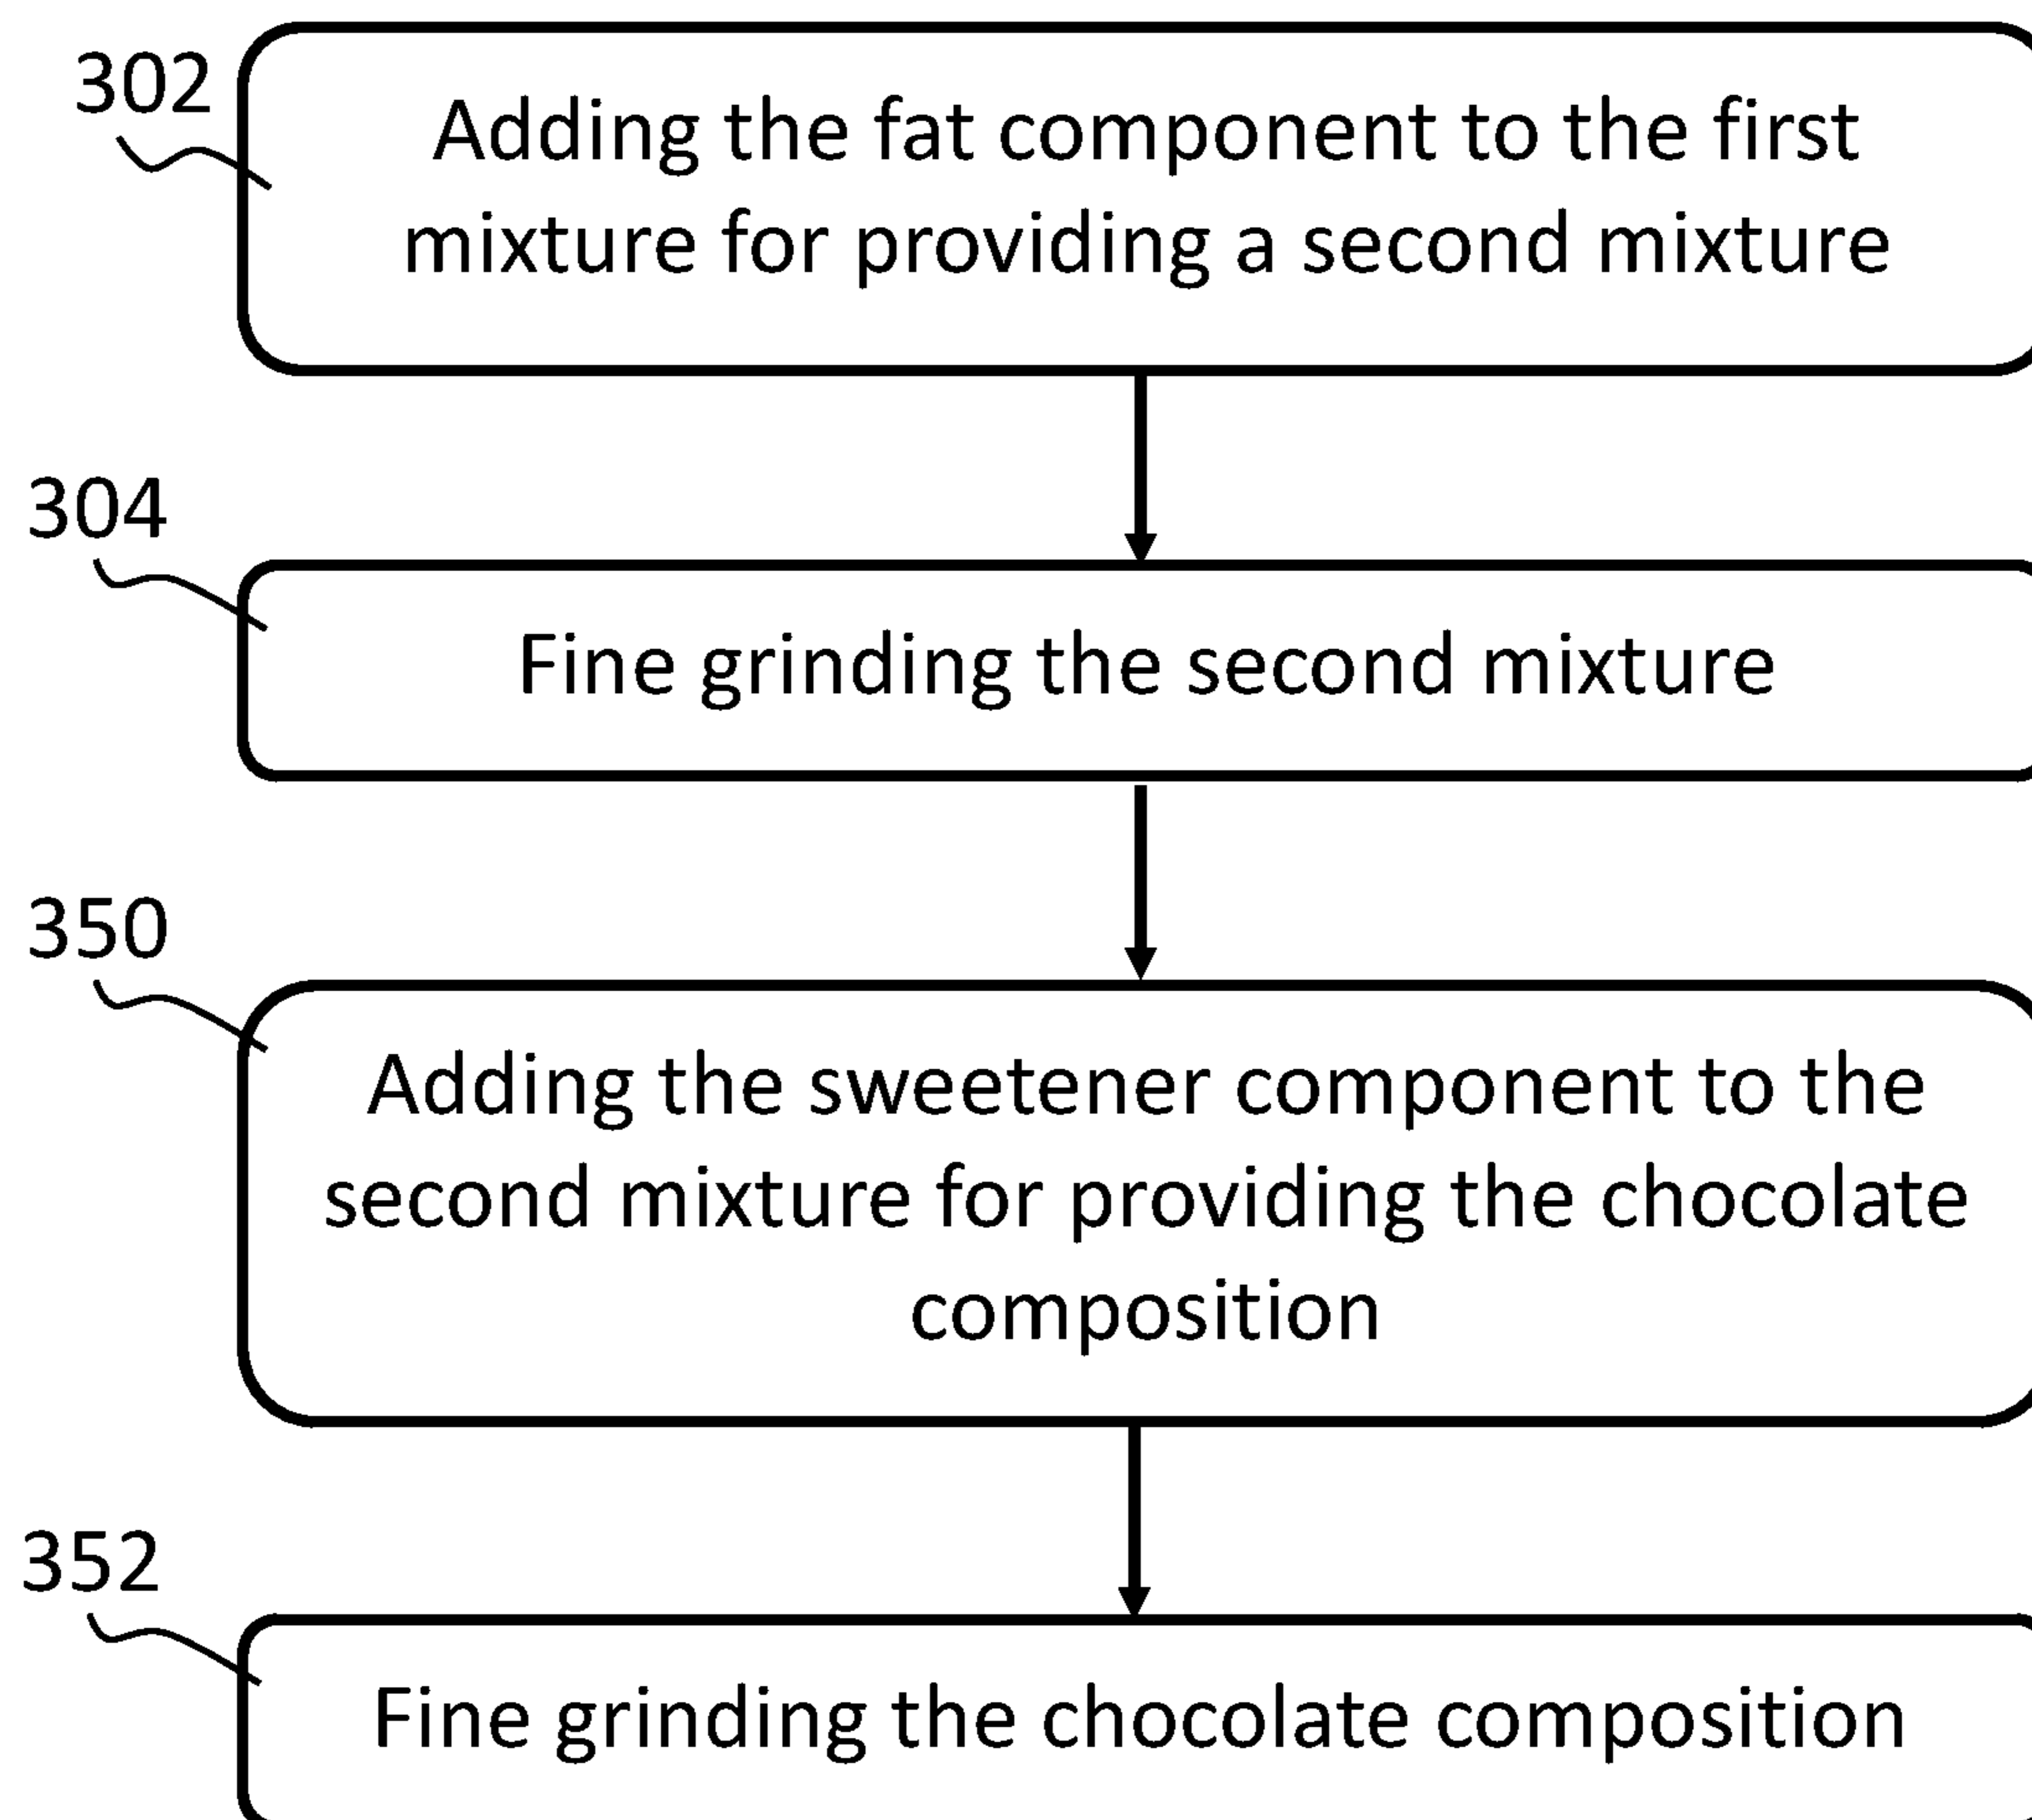 302
Adding the fat component to the first
mixture for providing a second mixture
304
Fine grinding the second mixture
350
Adding the sweetener component to the
second mixture for providing the chocolate
composition
352
Fine grinding the chocolate composition